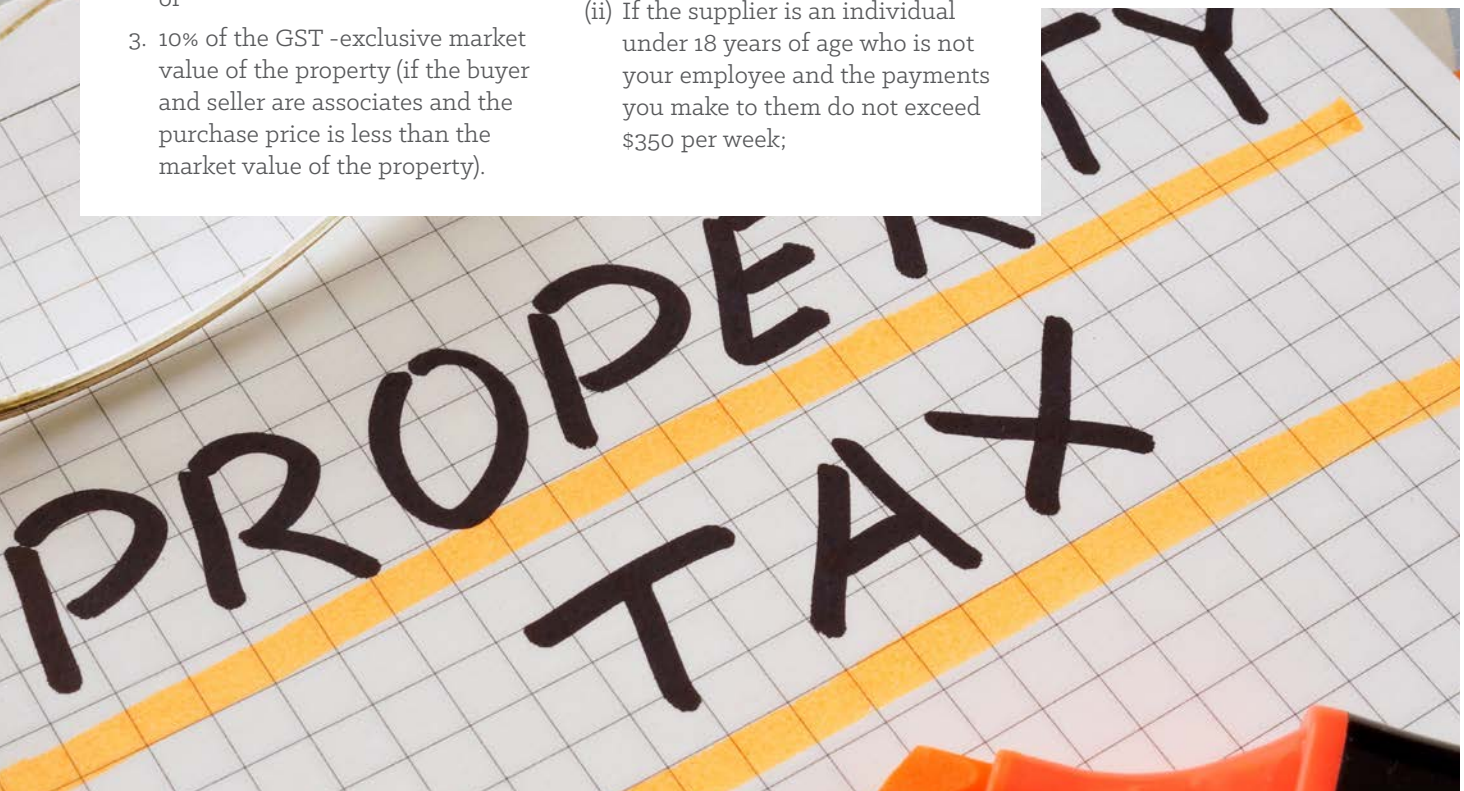 or
3. 10% of the GST -exclusive market
value of the property (if the buyer
and seller are associates and the
purchase price is less than the
market value of the property).
(ii) If the supplier is an individual
under 18 years of age who is not
your employee and the payments
you make to them do not exceed
$350 per week;
PROPERTY
TAX